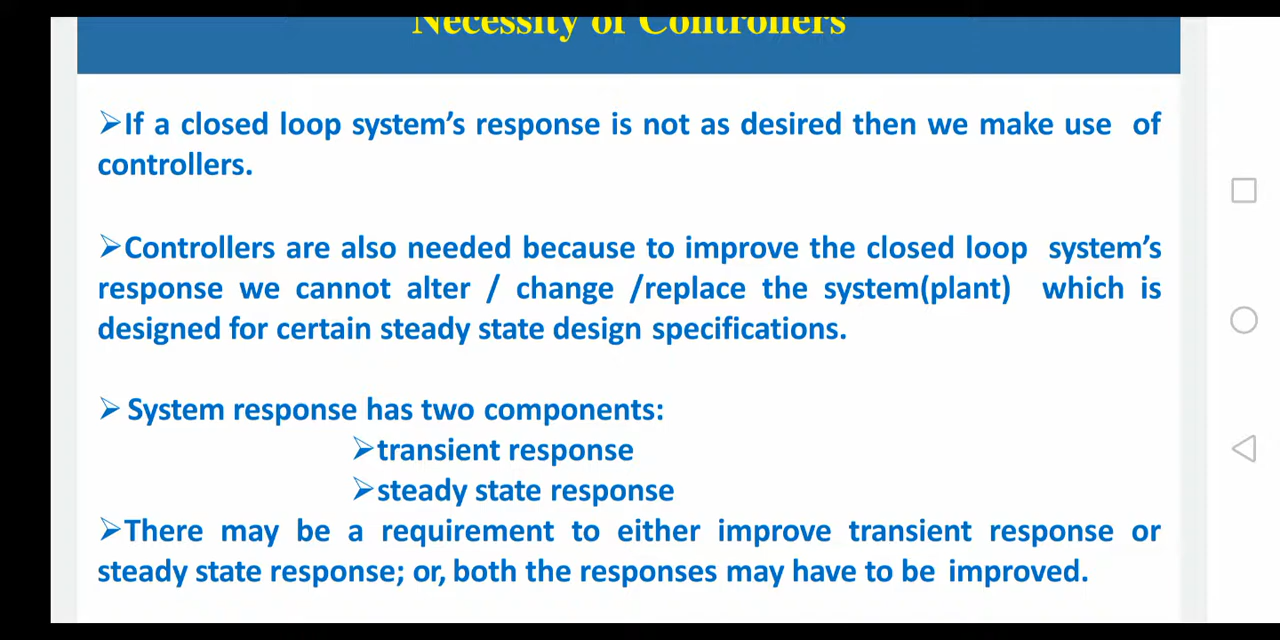 Necessity of Controllers
➢If a closed loop system's response is not as desired then we make use of
controllers.
➢Controllers are also needed because to improve the closed loop system's
response we cannot alter / change /replace the system(plant) which is
designed for certain steady state design specifications.
➢ System response has two components:
➢transient response
➢steady state response
➢There may be a requirement to either improve transient response or
steady state response; or, both the responses may have to be improved.